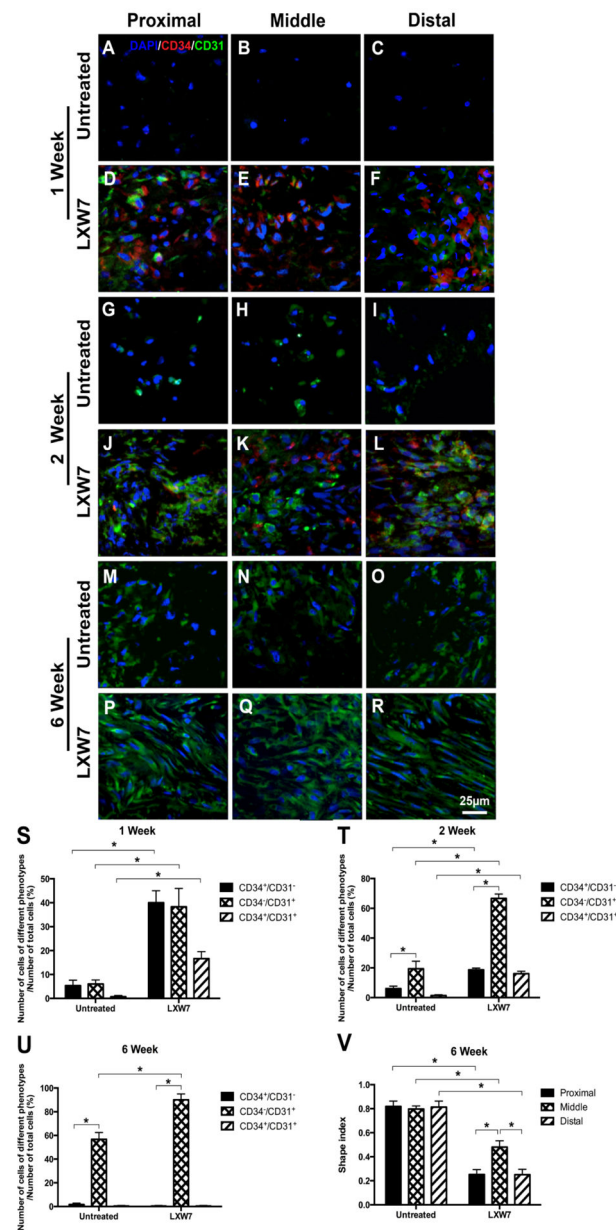 Proximal Middle Distal
1 Week
Untreated
A DAPI/CD34/CD31 B C
LXW7
D E F
2 Week
Untreated
G H I
LXW7
J K L
6 Week
Untreated
M N O
LXW7
P Q R
25μm
S
1 Week
Number of cells of different phenotypes
/Number of total cells (%)
50
40
30
20
10
0
* * *
Untreated LXW7
CD34+/CD31-
CD34-/CD31+
CD34+/CD31+
T
2 Week
Number of cells of different phenotypes
/Number of total cells (%)
80
60
40
20
0
* * * * *
Untreated LXW7
CD34+/CD31-
CD34-/CD31+
CD34+/CD31+
U
6 Week
Number of cells of different phenotypes
/Number of total cells (%)
100
80
60
40
20
0
* * *
Untreated LXW7
CD34+/CD31-
CD34-/CD31+
CD34+/CD31+
V
6 Week
Shape index
1.0
0.8
0.6
0.4
0.2
0.0
* * * * *
Untreated LXW7
Proximal
Middle
Distal